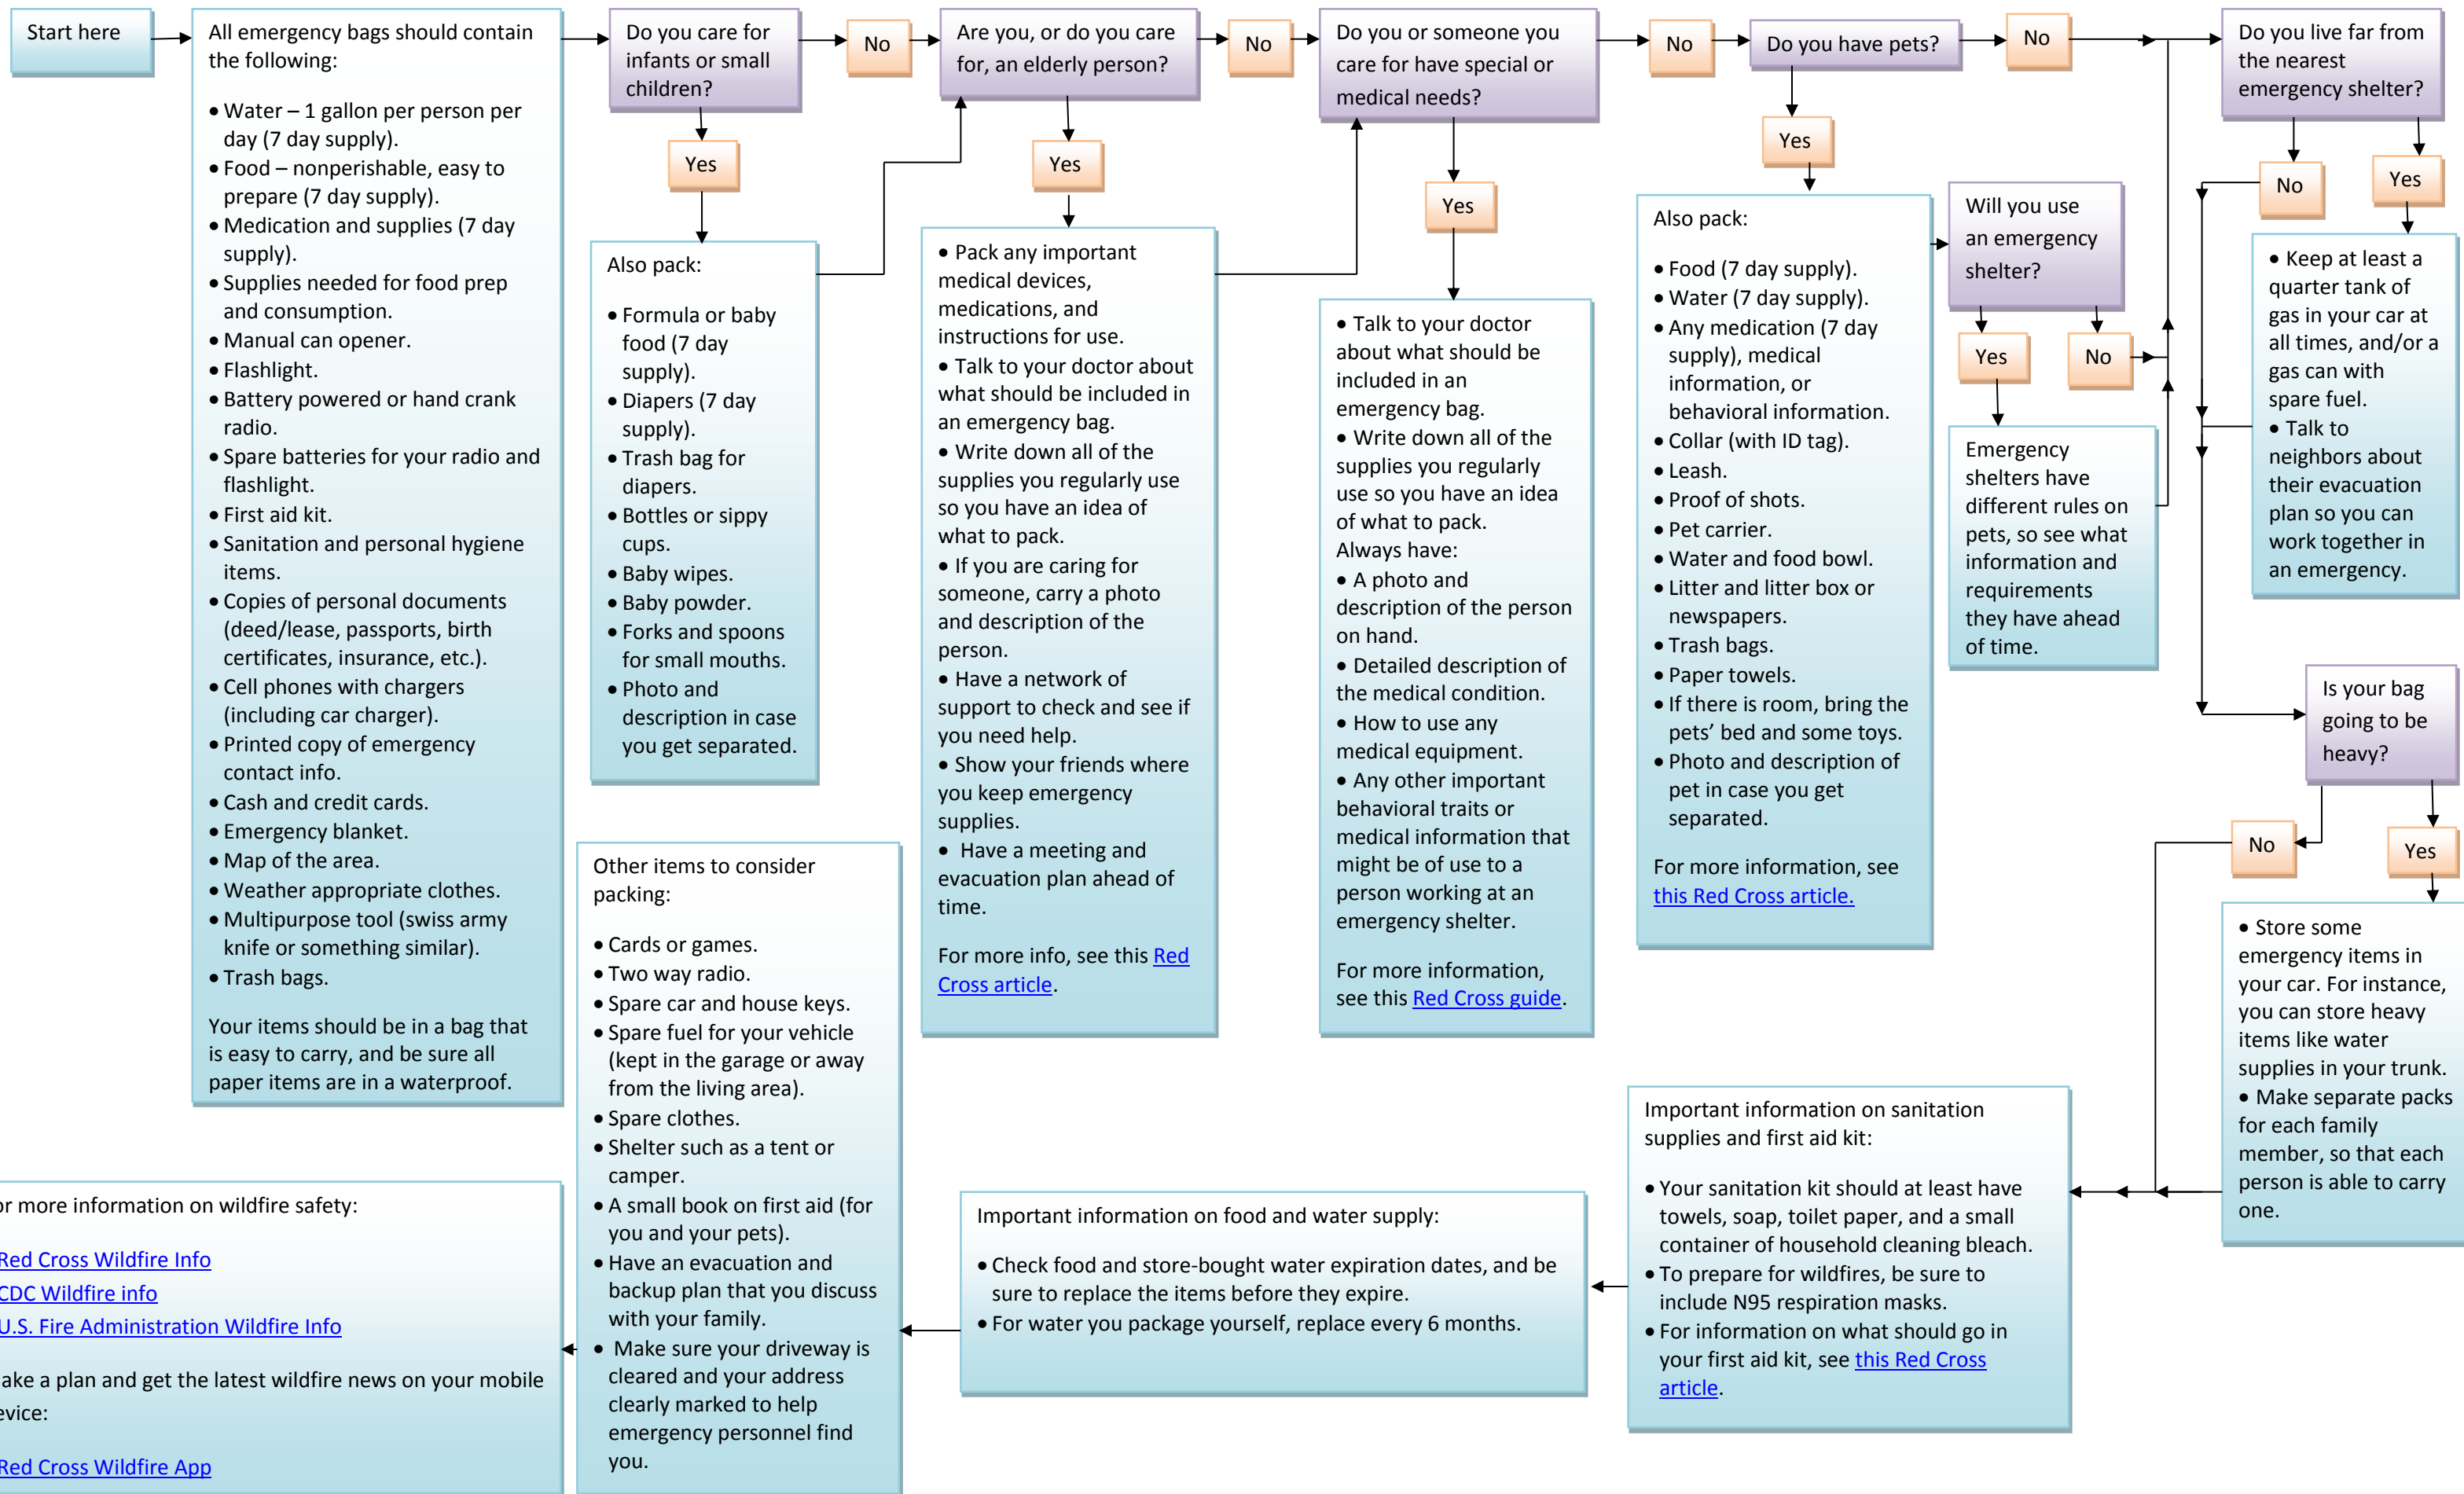 Start here
All emergency bags should contain
the following:
• Water – 1 gallon per person per
day (7 day supply).
• Food – nonperishable, easy to
prepare (7 day supply).
• Medication and supplies (7 day
supply).
• Supplies needed for food prep
and consumption.
• Manual can opener.
• Flashlight.
• Battery powered or hand crank
radio.
• Spare batteries for your radio and
flashlight.
• First aid kit.
• Sanitation and personal hygiene
items.
• Copies of personal documents
(deed/lease, passports, birth
certificates, insurance, etc.).
• Cell phones with chargers
(including car charger).
• Printed copy of emergency
contact info.
• Cash and credit cards.
• Emergency blanket.
• Map of the area.
• Weather appropriate clothes.
• Multipurpose tool (swiss army
knife or something similar).
• Trash bags.
Your items should be in a bag that
is easy to carry, and be sure all
paper items are in a waterproof.
Do you care for
infants or small
children?
No
Yes
Also pack:
• Formula or baby
food (7 day
supply).
• Diapers (7 day
supply).
• Trash bag for
diapers.
• Bottles or sippy
cups.
• Baby wipes.
• Baby powder.
• Forks and spoons
for small mouths.
• Photo and
description in case
you get separated.
Are you, or do you care
for, an elderly person?
No
Yes
• Pack any important
medical devices,
medications, and
instructions for use.
• Talk to your doctor about
what should be included in
an emergency bag.
• Write down all of the
supplies you regularly use
so you have an idea of
what to pack.
• If you are caring for
someone, carry a photo
and description of the
person.
• Have a network of
support to check and see if
you need help.
• Show your friends where
you keep emergency
supplies.
• Have a meeting and
evacuation plan ahead of
time.
For more info, see this Red
Cross article.
Do you or someone you
care for have special or
medical needs?
No
Yes
• Talk to your doctor
about what should be
included in an
emergency bag.
• Write down all of the
supplies you regularly
use so you have an idea
of what to pack.
Always have:
• A photo and
description of the person
on hand.
• Detailed description of
the medical condition.
• How to use any
medical equipment.
• Any other important
behavioral traits or
medical information that
might be of use to a
person working at an
emergency shelter.
For more information,
see this Red Cross guide.
Do you have pets?
No
Yes
Also pack:
• Food (7 day supply).
• Water (7 day supply).
• Any medication (7 day
supply), medical
information, or
behavioral information.
• Collar (with ID tag).
• Leash.
• Proof of shots.
• Pet carrier.
• Water and food bowl.
• Litter and litter box or
newspapers.
• Trash bags.
• Paper towels.
• If there is room, bring the
pets’ bed and some toys.
• Photo and description of
pet in case you get
separated.
For more information, see
this Red Cross article.
Will you use
an emergency
shelter?
Yes
No
Emergency
shelters have
different rules on
pets, so see what
information and
requirements
they have ahead
of time.
Do you live far from
the nearest
emergency shelter?
No
Yes
• Keep at least a
quarter tank of
gas in your car at
all times, and/or a
gas can with
spare fuel.
• Talk to
neighbors about
their evacuation
plan so you can
work together in
an emergency.
Is your bag
going to be
heavy?
No
Yes
• Store some
emergency items in
your car. For instance,
you can store heavy
items like water
supplies in your trunk.
• Make separate packs
for each family
member, so that each
person is able to carry
one.
Important information on sanitation
supplies and first aid kit:
• Your sanitation kit should at least have
towels, soap, toilet paper, and a small
container of household cleaning bleach.
• To prepare for wildfires, be sure to
include N95 respiration masks.
• For information on what should go in
your first aid kit, see this Red Cross
article.
Important information on food and water supply:
• Check food and store-bought water expiration dates, and be
sure to replace the items before they expire.
• For water you package yourself, replace every 6 months.
Other items to consider
packing:
• Cards or games.
• Two way radio.
• Spare car and house keys.
• Spare fuel for your vehicle
(kept in the garage or away
from the living area).
• Spare clothes.
• Shelter such as a tent or
camper.
• A small book on first aid (for
you and your pets).
• Have an evacuation and
backup plan that you discuss
with your family.
• Make sure your driveway is
cleared and your address
clearly marked to help
emergency personnel find
you.
or more information on wildfire safety:
Red Cross Wildfire Info
CDC Wildfire info
U.S. Fire Administration Wildfire Info
ake a plan and get the latest wildfire news on your mobile
evice:
Red Cross Wildfire App